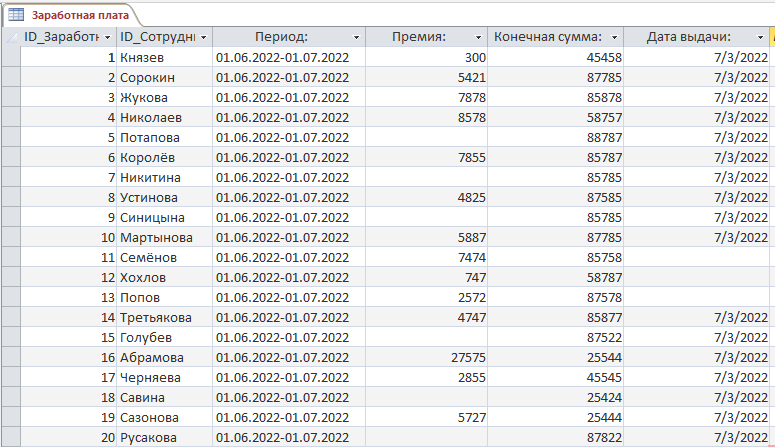 Заработная плата
ID_Заработн ID_Сотрудни Период: Премия: Конечная сумма: Дата выдачи:
1 Князев 01.06.2022-01.07.2022 300 45458 7/3/2022
2 Сорокин 01.06.2022-01.07.2022 5421 87785 7/3/2022
3 Жукова 01.06.2022-01.07.2022 7878 85878 7/3/2022
4 Николаев 01.06.2022-01.07.2022 8578 58757 7/3/2022
5 Потапова 01.06.2022-01.07.2022 88787 7/3/2022
6 Королёв 01.06.2022-01.07.2022 7855 85787 7/3/2022
7 Никитина 01.06.2022-01.07.2022 85785 7/3/2022
8 Устинова 01.06.2022-01.07.2022 4825 87585 7/3/2022
9 Синицына 01.06.2022-01.07.2022 85785 7/3/2022
10 Мартынова 01.06.2022-01.07.2022 5887 87785 7/3/2022
11 Семёнов 01.06.2022-01.07.2022 7474 85758
12 Хохлов 01.06.2022-01.07.2022 747 58787
13 Попов 01.06.2022-01.07.2022 2572 87578
14 Третьякова 01.06.2022-01.07.2022 4747 85877 7/3/2022
15 Голубев 01.06.2022-01.07.2022 87522 7/3/2022
16 Абрамова 01.06.2022-01.07.2022 27575 25544 7/3/2022
17 Черняева 01.06.2022-01.07.2022 2855 45545 7/3/2022
18 Савина 01.06.2022-01.07.2022 25424 7/3/2022
19 Сазонова 01.06.2022-01.07.2022 5727 25444 7/3/2022
20 Русакова 01.06.2022-01.07.2022 87822 7/3/2022